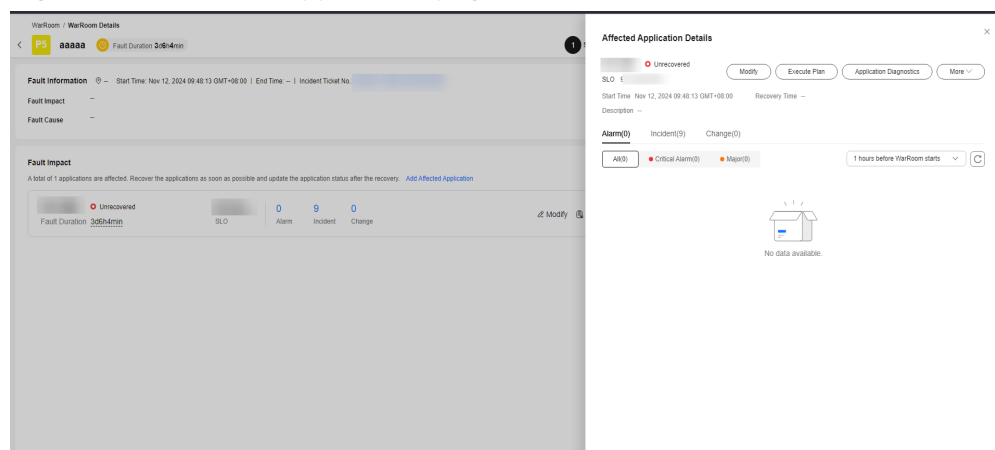 WarRoom / WarRoom Details
P5 aaaaa Fault Duration 3d6h4min
1
Fault Information – Start Time: Nov 12, 2024 09:48:13 GMT+08:00 | End Time: – | Incident Ticket No.
Fault Impact –
Fault Cause –
Fault Impact
A total of 1 applications are affected. Recover the applications as soon as possible and update the application status after the recovery. Add Affected Application
Unrecovered
Fault Duration 3d6h4min
SLO
0 Alarm
9 Incident
0 Change
Modify
Affected Application Details
Unrecovered
Modify Execute Plan Application Diagnostics More
SLO
Start Time Nov 12, 2024 09:48:13 GMT+08:00 Recovery Time –
Description –
Alarm(0) Incident(9) Change(0)
All(0) Critical Alarm(0) Major(0) 1 hours before WarRoom starts
No data available.